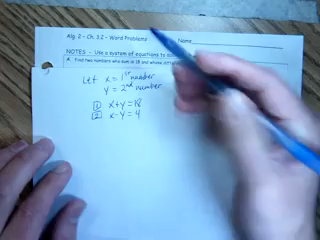 Alg. 2 – Ch. 3.2 – Word Problems
Name
NOTES - Use a system of equations to
A. Find two numbers who sum is 18 and whose
Let x = 1st number
y = 2nd number
1 x+y=18
2 x-y=4